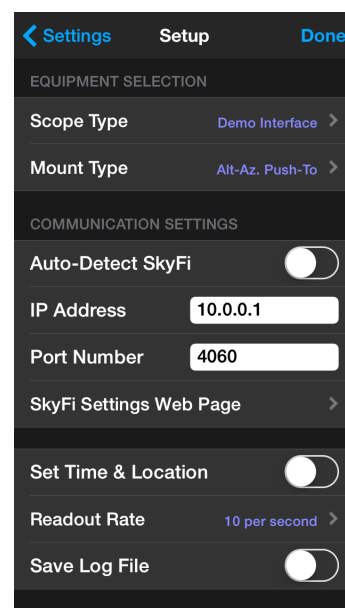 Settings Setup Done
EQUIPMENT SELECTION
Scope Type Demo Interface
Mount Type Alt-Az. Push-To
COMMUNICATION SETTINGS
Auto-Detect SkyFi
IP Address 10.0.0.1
Port Number 4060
SkyFi Settings Web Page
Set Time & Location
Readout Rate 10 per second
Save Log File